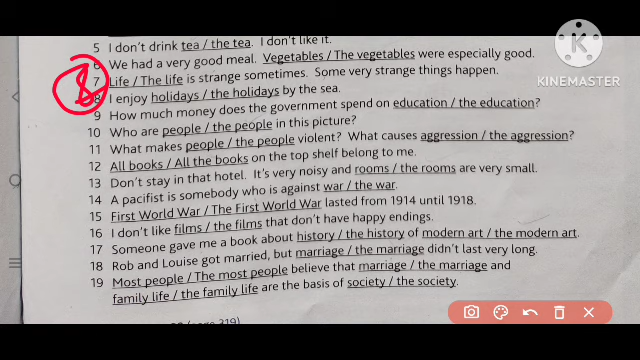 5 I don't drink tea / the tea. I don't like it.
6 We had a very good meal. Vegetables / The vegetables were especially good.
7 Life / The life is strange sometimes. Some very strange things happen.
8 I enjoy holidays / the holidays by the sea.
9 How much money does the government spend on education / the education?
10 Who are people / the people in this picture?
11 What makes people / the people violent? What causes aggression / the aggression?
12 All books / All the books on the top shelf belong to me.
13 Don't stay in that hotel. It's very noisy and rooms / the rooms are very small.
14 A pacifist is somebody who is against war / the war.
15 First World War / The First World War lasted from 1914 until 1918.
16 I don't like films / the films that don't have happy endings.
17 Someone gave me a book about history / the history of modern art / the modern art.
18 Rob and Louise got married, but marriage / the marriage didn't last very long.
19 Most people / The most people believe that marriage / the marriage and
family life / the family life are the basis of society / the society.
319)
8
K
KINEMASTER